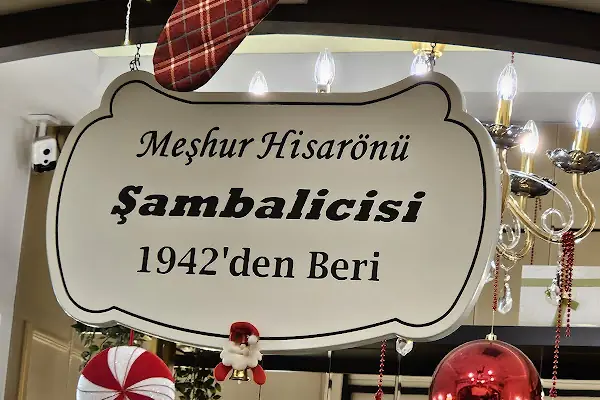 Meşhur Hisarönü
Şambalicisi
1942'den Beri